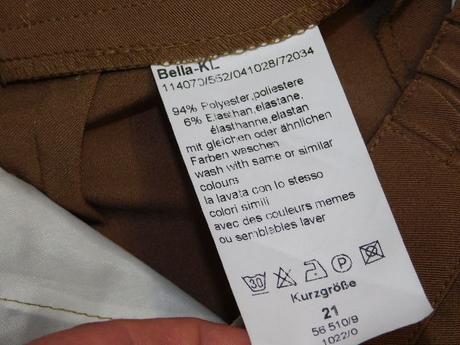 Bella-KL
114070/552/041028/72034
94% Polyester,poliestere
6% Elasthan,elastane,
élasthanne,elastan
mit gleichen oder ähnlichen
Farben waschen
wash with same or similar
colours
la lavata con lo stesso
colori simili
avec des couleurs memes
ou semblables laver
30 P
Kurzgröße
21
56 510/9
1022/0